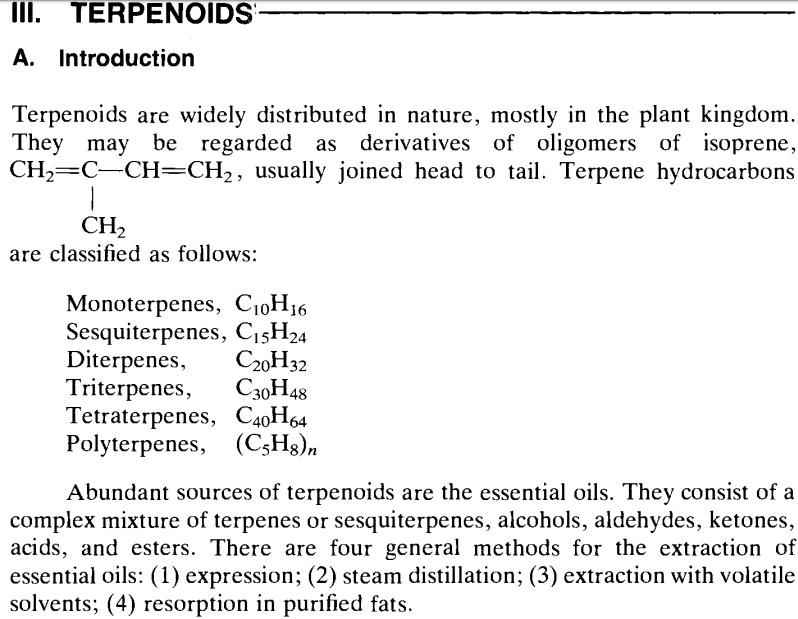 III. TERPENOIDS
A. Introduction
Terpenoids are widely distributed in nature, mostly in the plant kingdom.
They may be regarded as derivatives of oligomers of isoprene,
CH₂=C—CH=CH₂, usually joined head to tail. Terpene hydrocarbons
|
CH₂
are classified as follows:
Monoterpenes, C₁₀H₁₆
Sesquiterpenes, C₁₅H₂₄
Diterpenes, C₂₀H₃₂
Triterpenes, C₃₀H₄₈
Tetraterpenes, C₄₀H₆₄
Polyterpenes, (C₅H₈)ₙ
Abundant sources of terpenoids are the essential oils. They consist of a
complex mixture of terpenes or sesquiterpenes, alcohols, aldehydes, ketones,
acids, and esters. There are four general methods for the extraction of
essential oils: (1) expression; (2) steam distillation; (3) extraction with volatile
solvents; (4) resorption in purified fats.